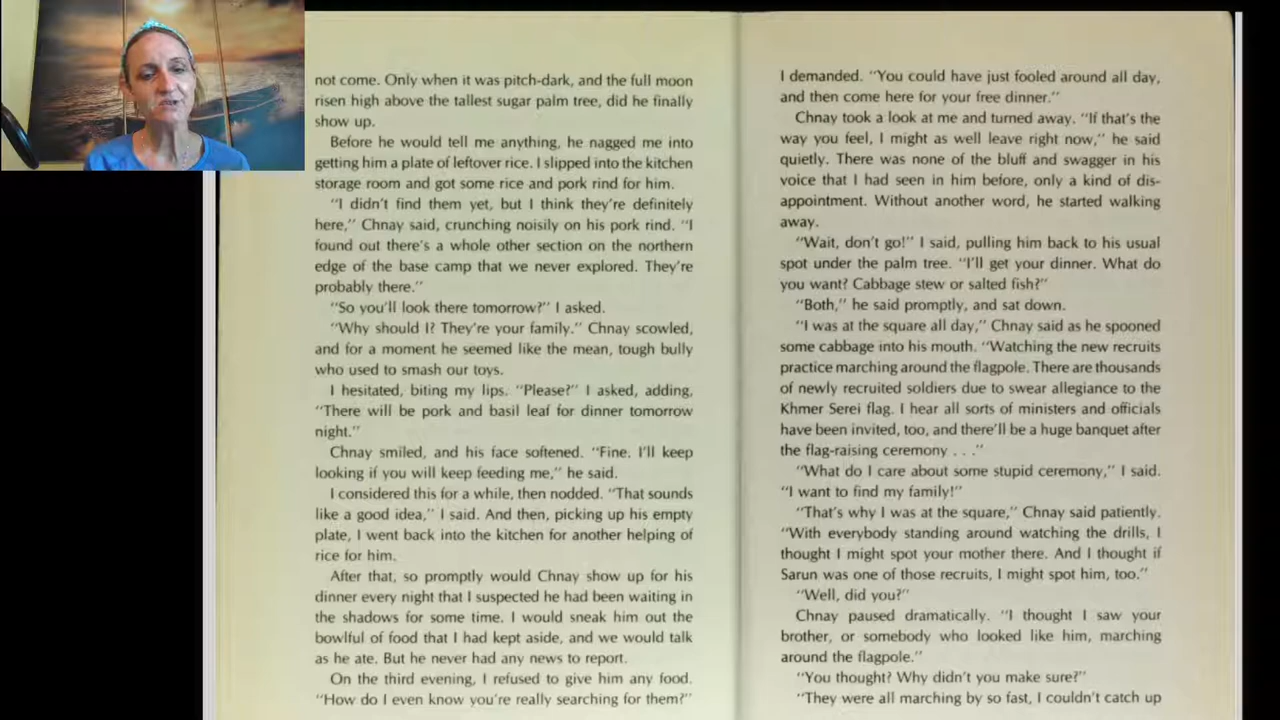 not come. Only when it was pitch-dark, and the full moon
risen high above the tallest sugar palm tree, did he finally
show up.
Before he would tell me anything, he nagged me into
getting him a plate of leftover rice. I slipped into the kitchen
storage room and got some rice and pork rind for him.
"I didn't find them yet, but I think they're definitely
here," Chnay said, crunching noisily on his pork rind. "I
found out there's a whole other section on the northern
edge of the base camp that we never explored. They're
probably there."
"So you'll look there tomorrow?" I asked.
"Why should I? They're your family." Chnay scowled,
and for a moment he seemed like the mean, tough bully
who used to smash our toys.
I hesitated, biting my lips. "Please?" I asked, adding,
"There will be pork and basil leaf for dinner tomorrow
night."
Chnay smiled, and his face softened. "Fine. I'll keep
looking if you will keep feeding me," he said.
I considered this for a while, then nodded. "That sounds
like a good idea," I said. And then, picking up his empty
plate, I went back into the kitchen for another helping of
rice for him.
After that, so promptly would Chnay show up for his
dinner every night that I suspected he had been waiting in
the shadows for some time. I would sneak him out the
bowlful of food that I had kept aside, and we would talk
as he ate. But he never had any news to report.
On the third evening, I refused to give him any food.
"How do I even know you're really searching for them?"
I demanded. "You could have just fooled around all day,
and then come here for your free dinner."
Chnay took a look at me and turned away. "If that's the
way you feel, I might as well leave right now," he said
quietly. There was none of the bluff and swagger in his
voice that I had seen in him before, only a kind of dis-
appointment. Without another word, he started walking
away.
"Wait, don't go!" I said, pulling him back to his usual
spot under the palm tree. "I'll get your dinner. What do
you want? Cabbage stew or salted fish?"
"Both," he said promptly, and sat down.
"I was at the square all day," Chnay said as he spooned
some cabbage into his mouth. "Watching the new recruits
practice marching around the flagpole. There are thousands
of newly recruited soldiers due to swear allegiance to the
Khmer Serei flag. I hear all sorts of ministers and officials
have been invited, too, and there'll be a huge banquet after
the flag-raising ceremony . . ."
"What do I care about some stupid ceremony," I said.
"I want to find my family!"
"That's why I was at the square," Chnay said patiently.
"With everybody standing around watching the drills, I
thought I might spot your mother there. And I thought if
Sarun was one of those recruits, I might spot him, too."
"Well, did you?"
Chnay paused dramatically. "I thought I saw your
brother, or somebody who looked like him, marching
around the flagpole."
"You thought? Why didn't you make sure?"
"They were all marching by so fast, I couldn't catch up